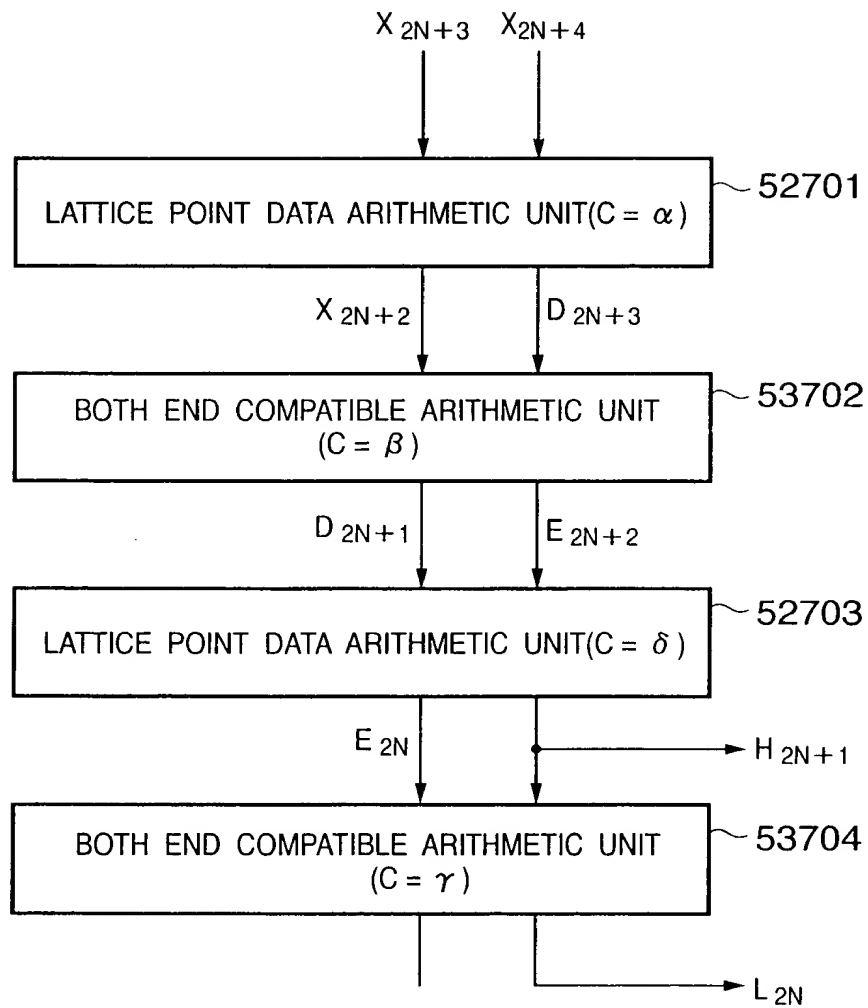 X 2N+3 X2N+4
LATTICE POINT DATA ARITHMETIC UNIT(C = α)
52701
X 2N+2 D 2N+3
BOTH END COMPATIBLE ARITHMETIC UNIT
(C = β)
53702
D 2N+1 E 2N+2
LATTICE POINT DATA ARITHMETIC UNIT(C = δ)
52703
E 2N
H 2N+1
BOTH END COMPATIBLE ARITHMETIC UNIT
(C = γ)
53704
L 2N